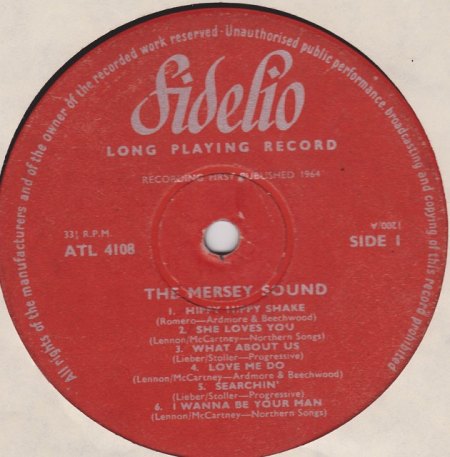 All rights of the manufacturers and of the owner of the recorded work reserved · Unauthorised public performance broadcasting and copying of this record prohibited
Fidelio
LONG PLAYING RECORD
RECORDING FIRST PUBLISHED 1964
33⅓ R.P.M.
ATL 4108
1200/A
SIDE 1
THE MERSEY SOUND
1. HIPPY HIPPY SHAKE
(Romero—Ardmore & Beechwood)
2. SHE LOVES YOU
(Lennon/McCartney—Northern Songs)
3. WHAT ABOUT US
(Lieber/Stoller—Progressive)
4. LOVE ME DO
(Lennon/McCartney—Ardmore & Beechwood)
5. SEARCHIN'
(Lieber/Stoller—Progressive)
6. I WANNA BE YOUR MAN
(Lennon/McCartney—Northern Songs)